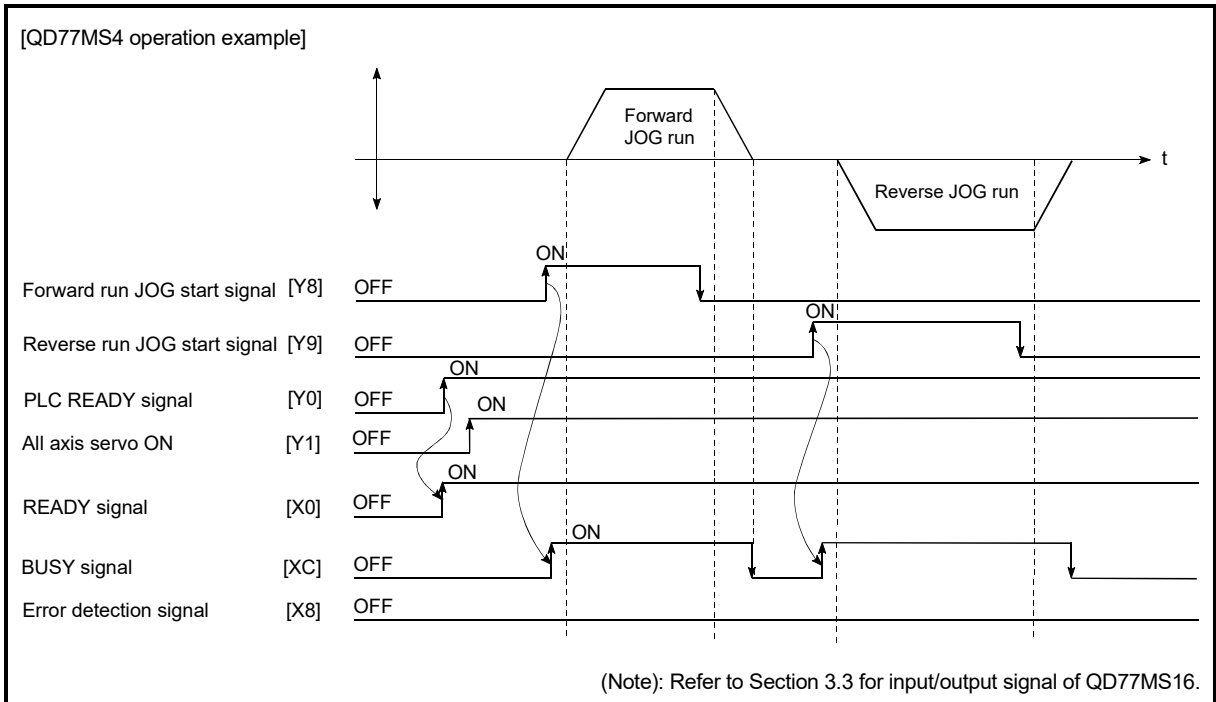 [QD77MS4 operation example]
Forward
JOG run
t
Reverse JOG run
ON
Forward run JOG start signal [Y8] OFF
ON
Reverse run JOG start signal [Y9] OFF
ON
PLC READY signal [Y0] OFF
ON
All axis servo ON [Y1] OFF
ON
READY signal [X0] OFF
ON
BUSY signal [XC] OFF
Error detection signal [X8] OFF
(Note): Refer to Section 3.3 for input/output signal of QD77MS16.